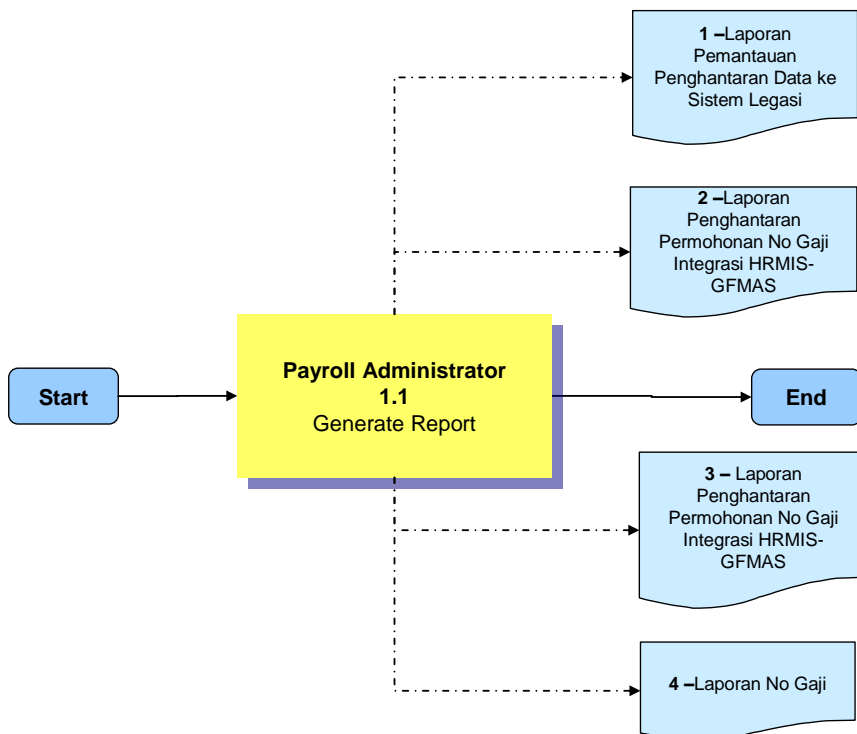 1 –Laporan
Pemantauan
Penghantaran Data ke
Sistem Legasi
2 –Laporan
Penghantaran
Permohonan No Gaji
Integrasi HRMIS-
GFMAS
Start
Payroll Administrator
1.1
Generate Report
End
3 – Laporan
Penghantaran
Permohonan No Gaji
Integrasi HRMIS-
GFMAS
4 –Laporan No Gaji